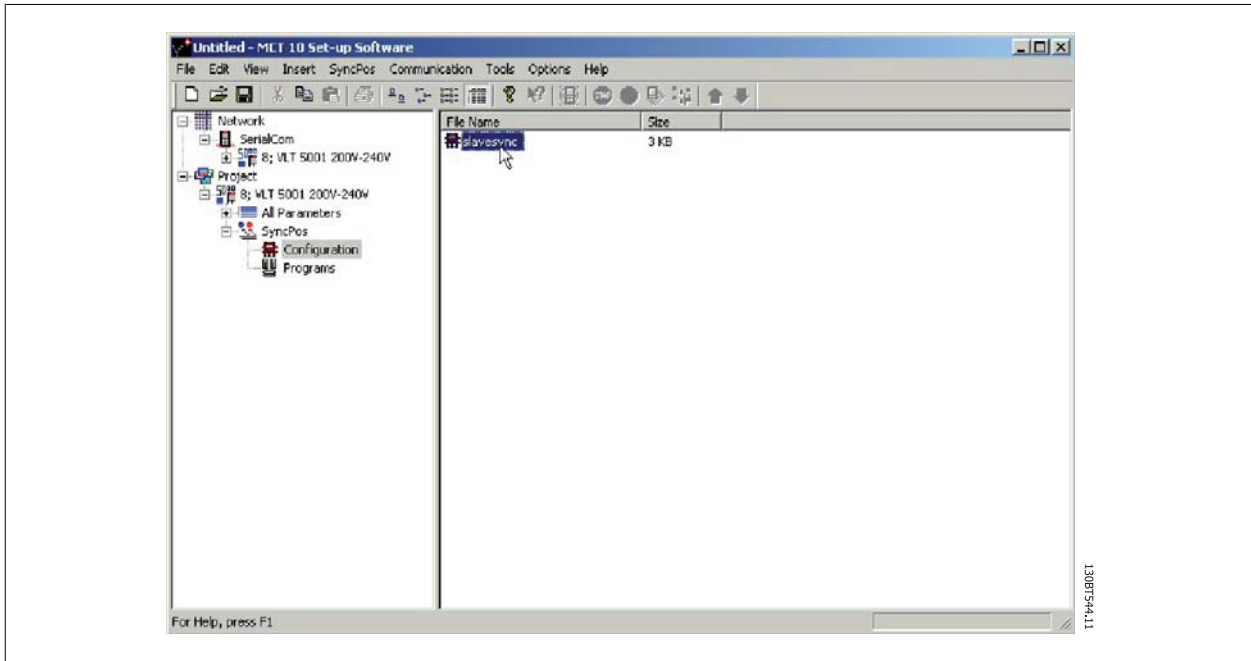 Untitled - MCT 10 Set-up Software
File Edit View Insert SyncPos Communication Tools Options Help
Network
SerialCom
8; VLT 5001 200V-240V
Project
8; VLT 5001 200V-240V
All Parameters
SyncPos
Configuration
Programs
File Name Size
slavesync 3 KB
For Help, press F1
130BT544.11